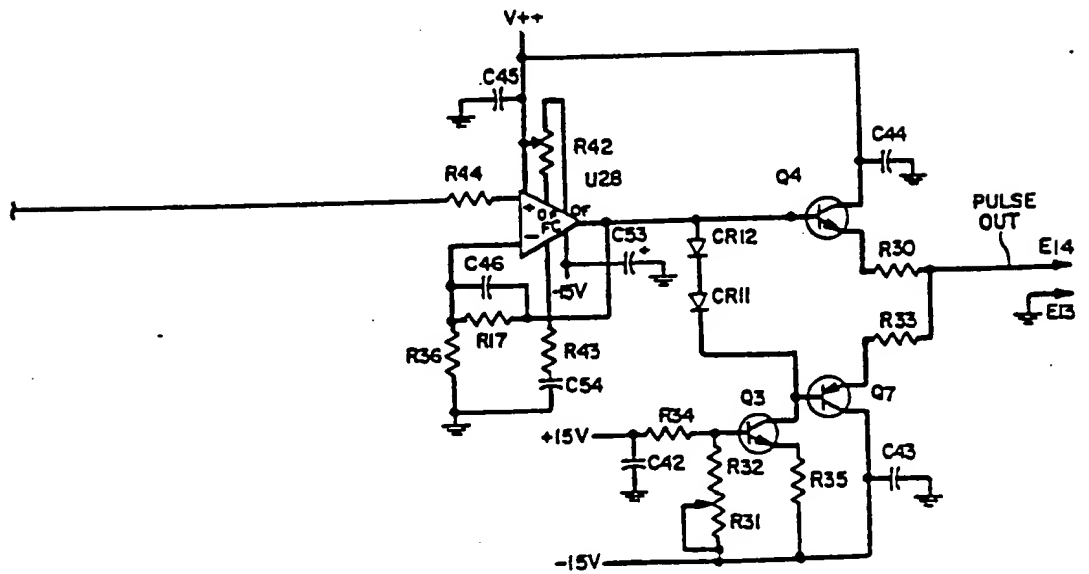 V++
C45
R42
U28
C44
Q4
R44
+
OF
OF
FC
−
C53
+
PULSE
OUT
CR12
E14
R30
C46
-15V
CR11
E13
R17
R33
R36
R43
C54
Q3
Q7
R34
+15V
C42
R32
R35
C43
R31
-15V